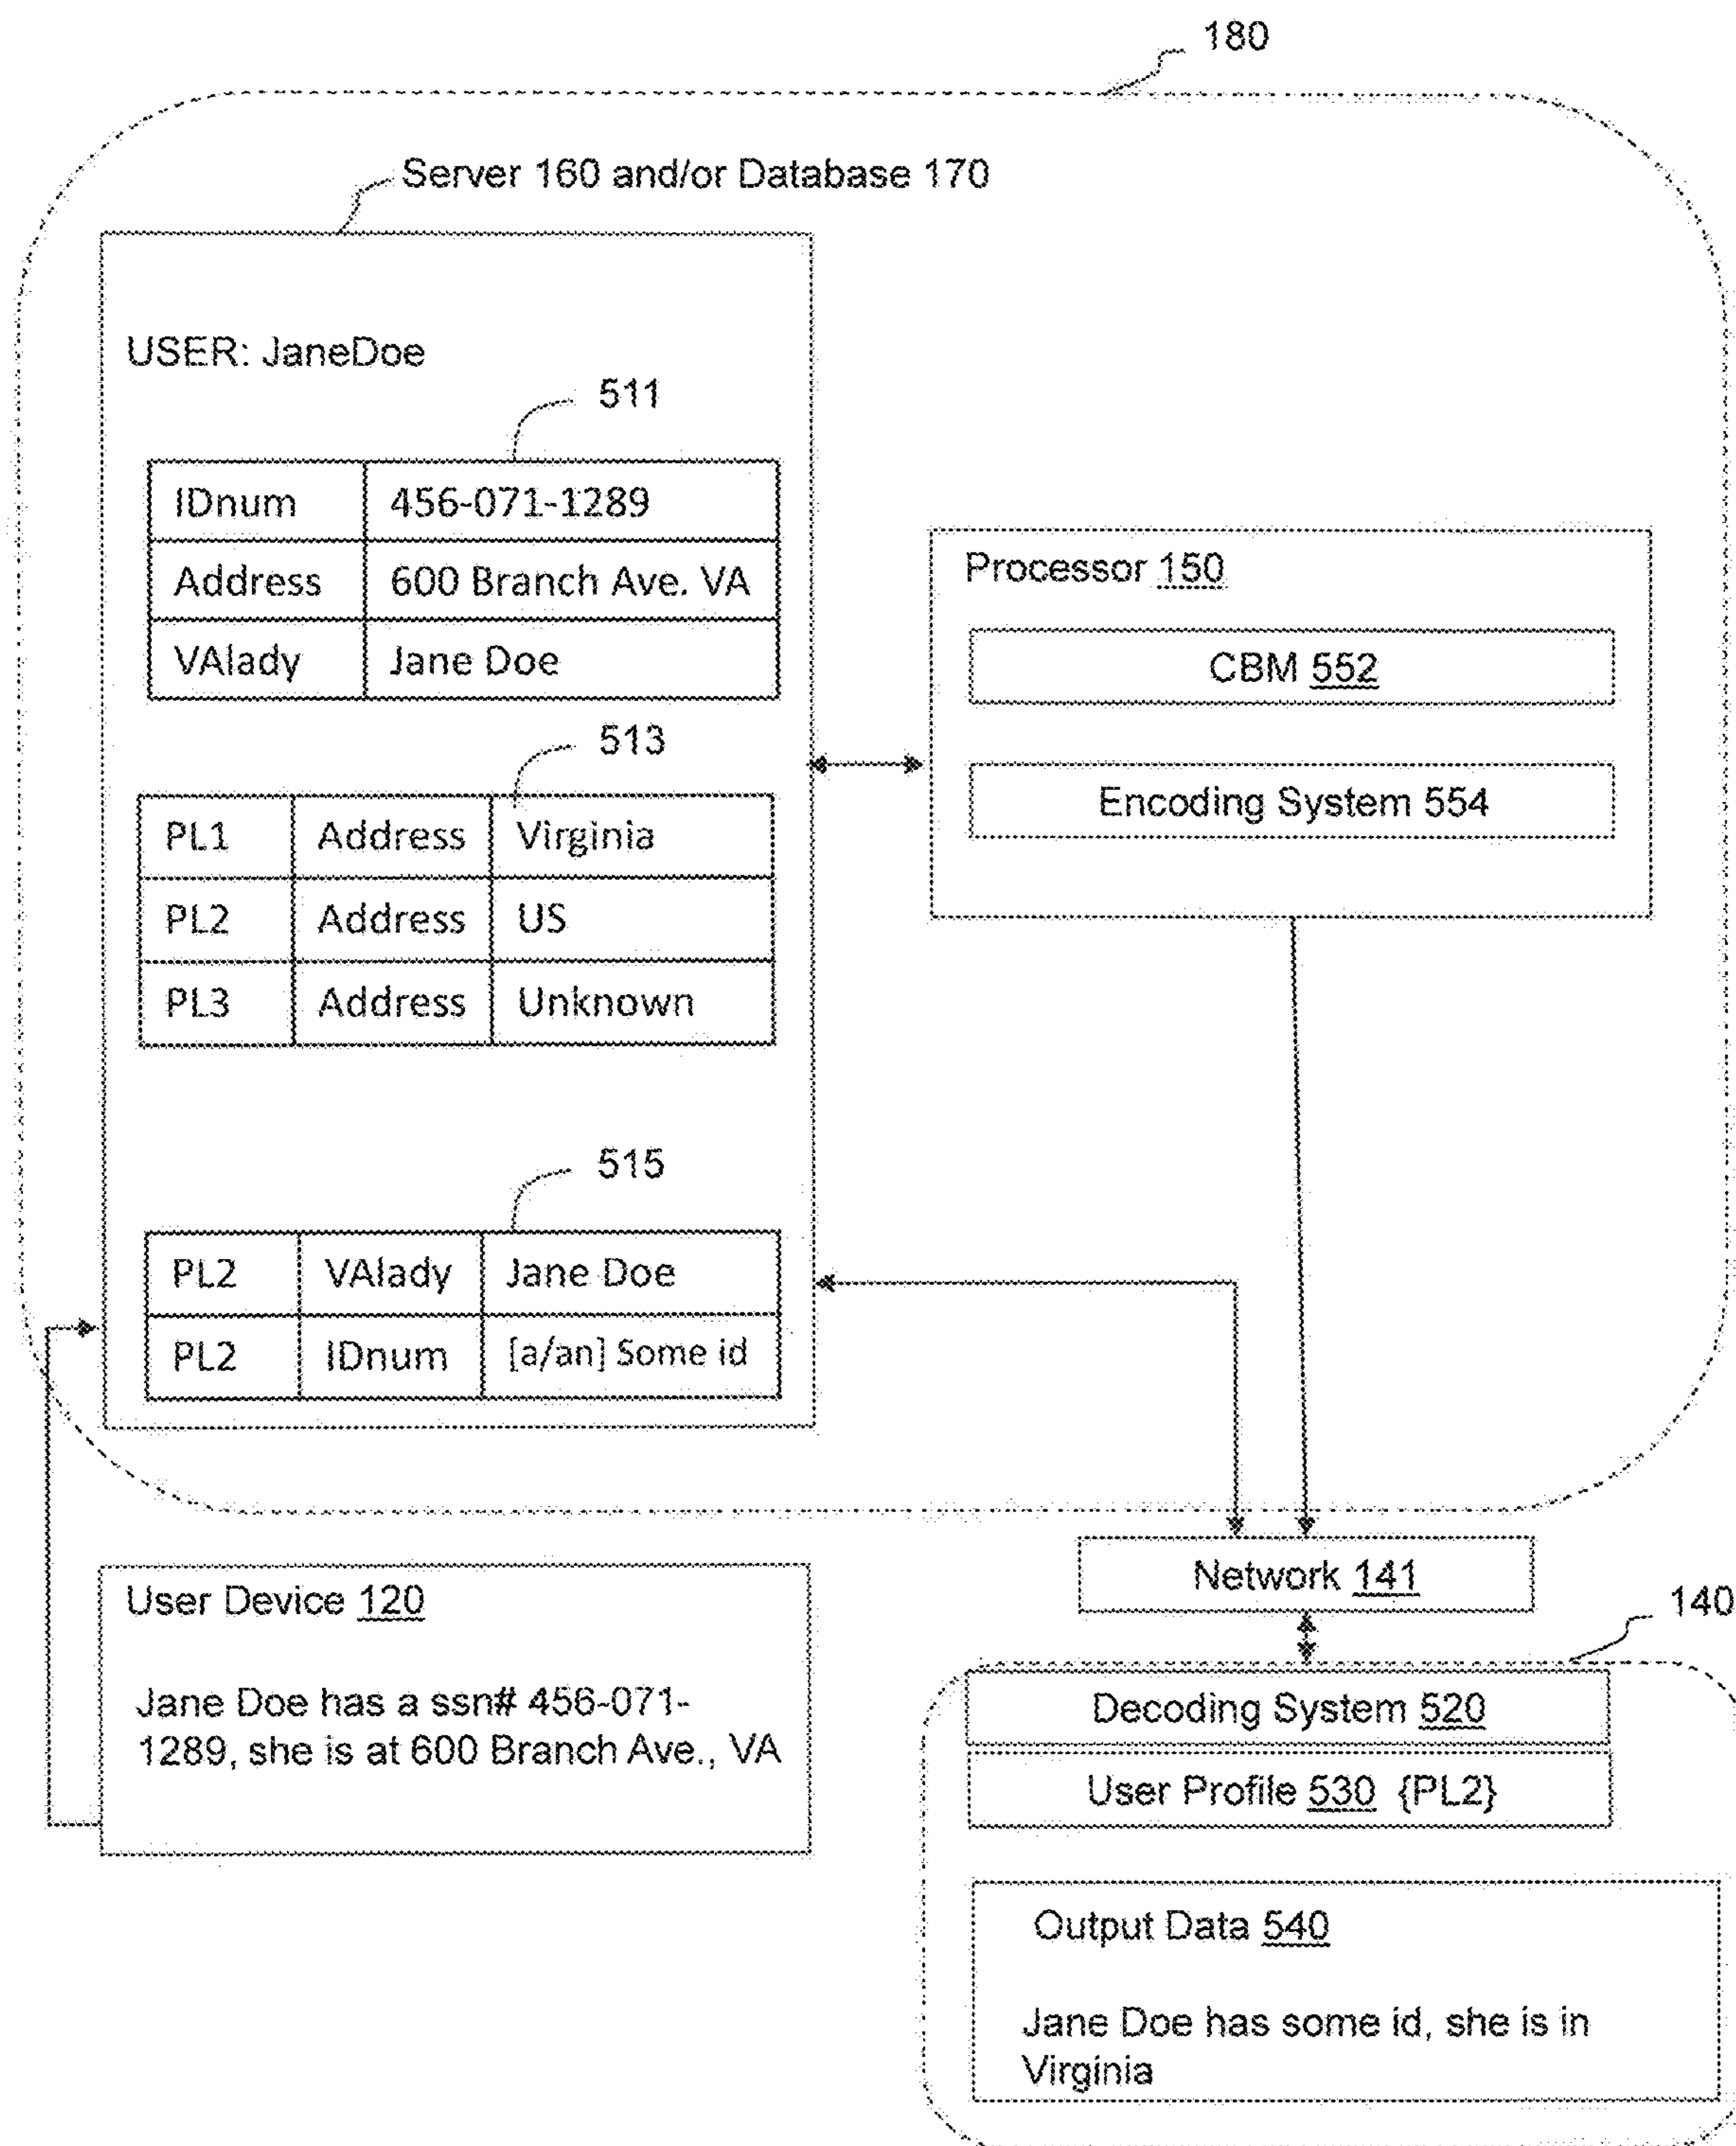 180
Server 160 and/or Database 170
USER: JaneDoe
511
IDnum 456-071-1289
Address 600 Branch Ave. VA
VAlady Jane Doe
513
PL1 Address Virginia
PL2 Address US
PL3 Address Unknown
515
PL2 VAlady Jane Doe
PL2 IDnum [a/an] Some id
Processor 150
CBM 552
Encoding System 554
User Device 120
Jane Doe has a ssn# 456-071-
1289, she is at 600 Branch Ave., VA
Network 141
140
Decoding System 520
User Profile 530 {PL2}
Output Data 540
Jane Doe has some id, she is in
Virginia